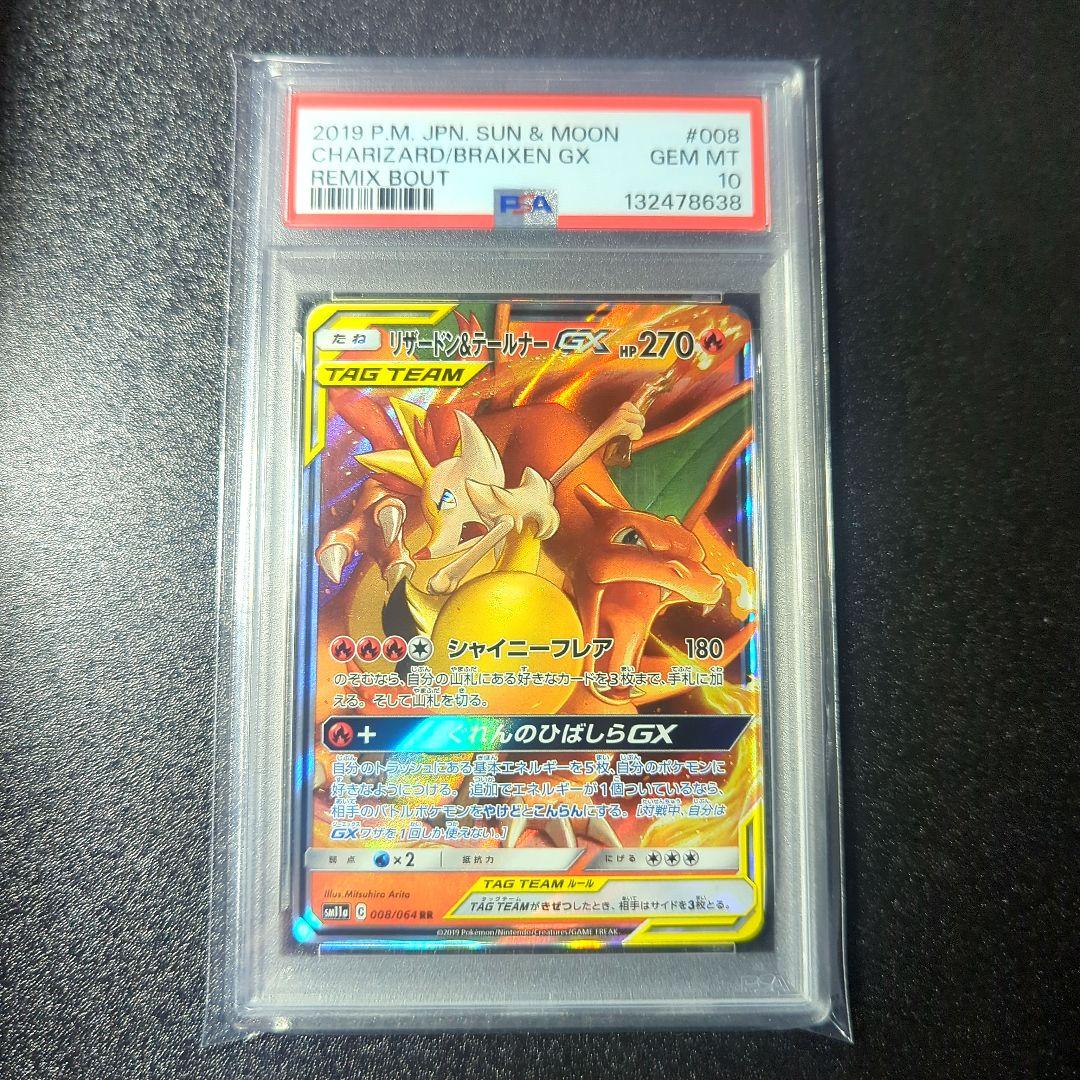 2019 P.M. JPN. SUN & MOON #008
CHARIZARD/BRAIXEN GX GEM MT
REMIX BOUT 10
PSA 132478638
たね リザードン&テールナー GX HP 270
TAG TEAM
シャイニーフレア 180
のぞむなら、自分の山札にある好きなカードを3枚まで、手札に加
える。そして山札を切る。
+ ぐれんのひばしらGX
自分のトラッシュにある基本エネルギーを5枚、自分のポケモンに
好きなようにつける。追加でエネルギーが1個ついているなら、
相手のバトルポケモンをやけどとこんらんにする。[対戦中、自分は
GXワザを1回しか使えない。]
弱点 ×2 抵抗力 にげる
Illus. Mitsuhiro Arita
TAG TEAM ルール
SM11a C 008/064 RR
TAG TEAMがきぜつしたとき、相手はサイドを3枚とる。
©2019 Pokémon/Nintendo/Creatures/GAME FREAK.
PSA